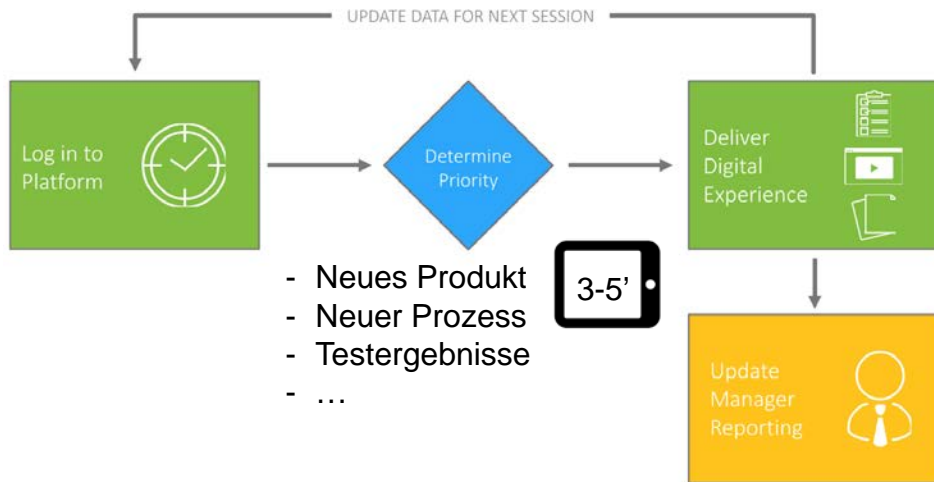 UPDATE DATA FOR NEXT SESSION
Log in to
Platform
Determine
Priority
Deliver
Digital
Experience
- Neues Produkt
- Neuer Prozess
- Testergebnisse
- …
3-5’
Update
Manager
Reporting